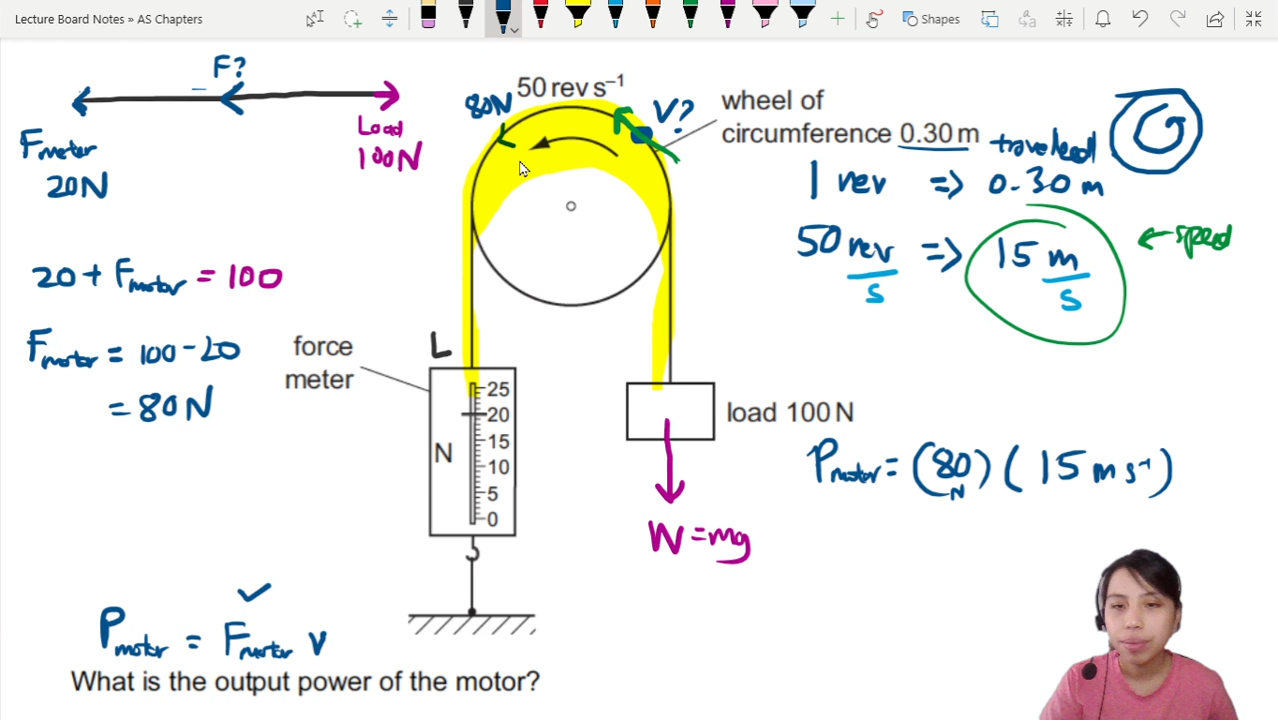 Lecture Board Notes » AS Chapters
Shapes
F?
50 rev s⁻¹
80N
V?
wheel of
circumference 0.30 m
Load
100N
Fmeter
20N
travelled
1 rev => 0.30 m
50 rev/s => 15 m/s
← speed
20 + Fmotor = 100
Fmotor = 100 - 20
= 80N
force
meter
L
25
20
15
10
5
0
N
load 100 N
Pmotor = (80 N) (15 m s⁻¹)
W = mg
✓
Pmotor = Fmotor v
What is the output power of the motor?